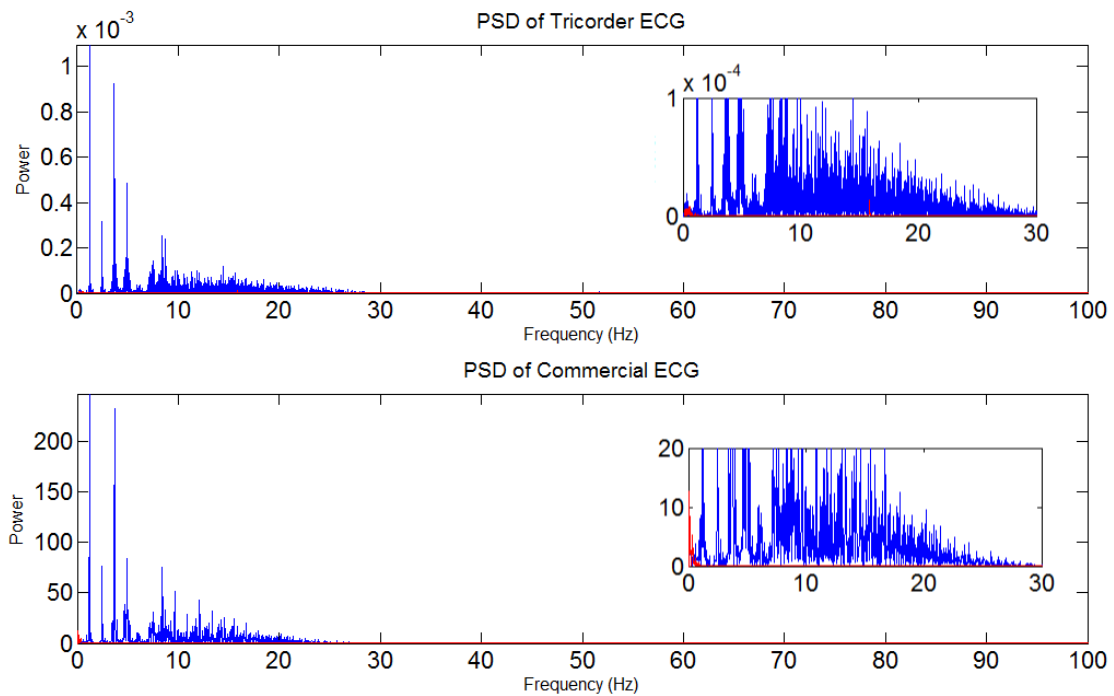 PSD of Tricorder ECG
x 10^-3
1
0.8
0.6
0.4
0.2
0
Power
0 10 20 30 40 50 60 70 80 90 100
Frequency (Hz)
x 10^-4
1
0
0 10 20 30
PSD of Commercial ECG
200
150
100
50
0
Power
0 10 20 30 40 50 60 70 80 90 100
Frequency (Hz)
20
10
0
0 10 20 30